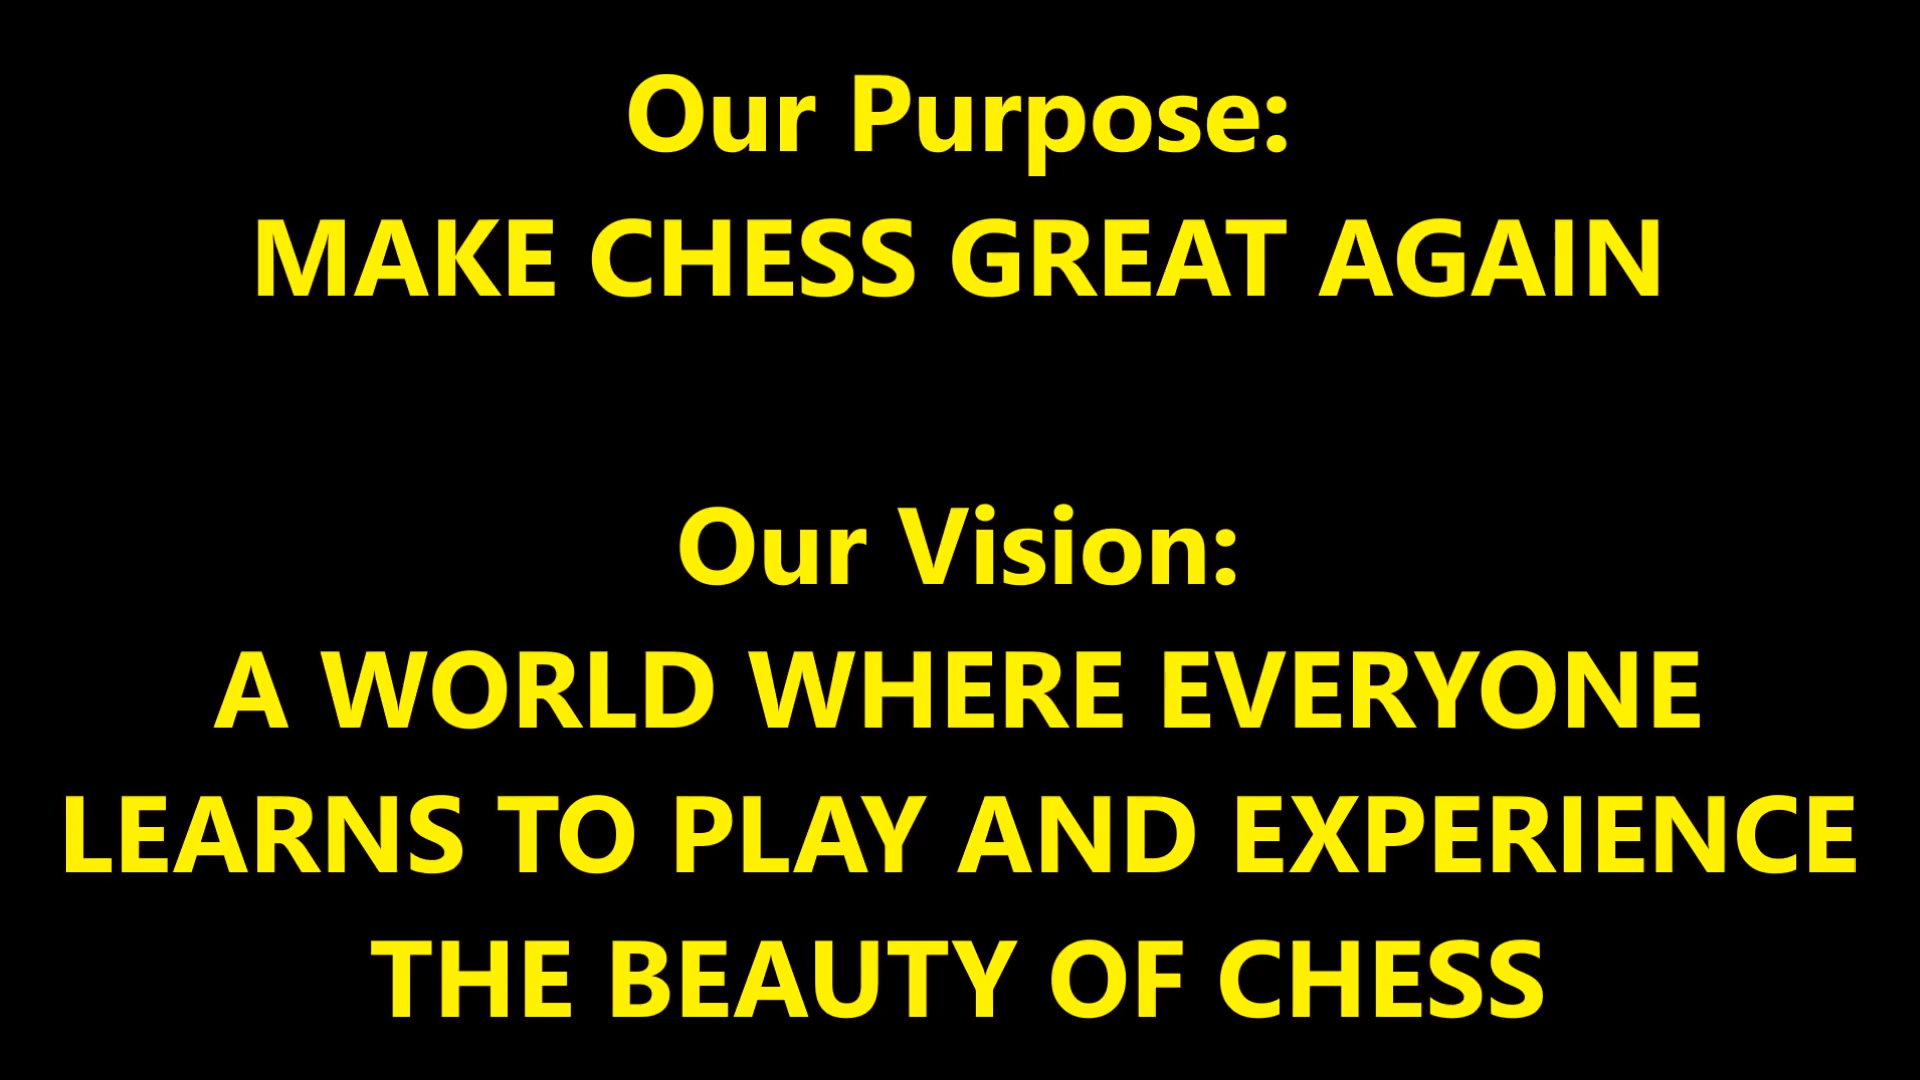 Our Purpose:
MAKE CHESS GREAT AGAIN
Our Vision:
A WORLD WHERE EVERYONE
LEARNS TO PLAY AND EXPERIENCE
THE BEAUTY OF CHESS